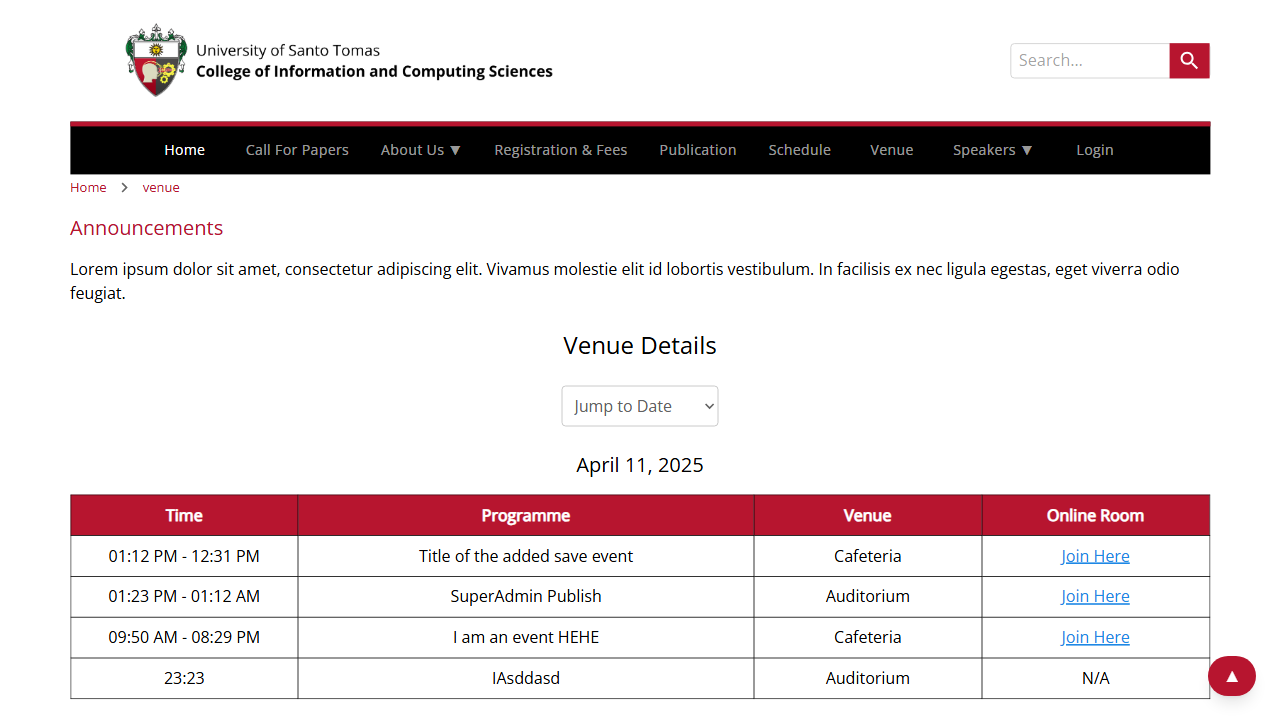 University of Santo Tomas
College of Information and Computing Sciences
Search...
Home Call For Papers About Us ▼ Registration & Fees Publication Schedule Venue Speakers ▼ Login
Home > venue
Announcements
Lorem ipsum dolor sit amet, consectetur adipiscing elit. Vivamus molestie elit id lobortis vestibulum. In facilisis ex nec ligula egestas, eget viverra odio
feugiat.
Venue Details
Jump to Date
April 11, 2025
Time Programme Venue Online Room
01:12 PM - 12:31 PM Title of the added save event Cafeteria Join Here
01:23 PM - 01:12 AM SuperAdmin Publish Auditorium Join Here
09:50 AM - 08:29 PM I am an event HEHE Cafeteria Join Here
23:23 IAsddasd Auditorium N/A
▲